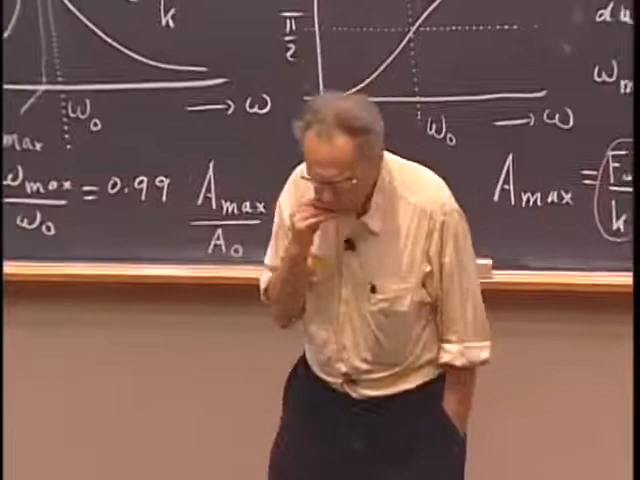 k
π/2
ω₀
→ ω
ω₀
→ ω
max
ω_max/ω₀ = 0.99
A_max/A₀
A_max =
k